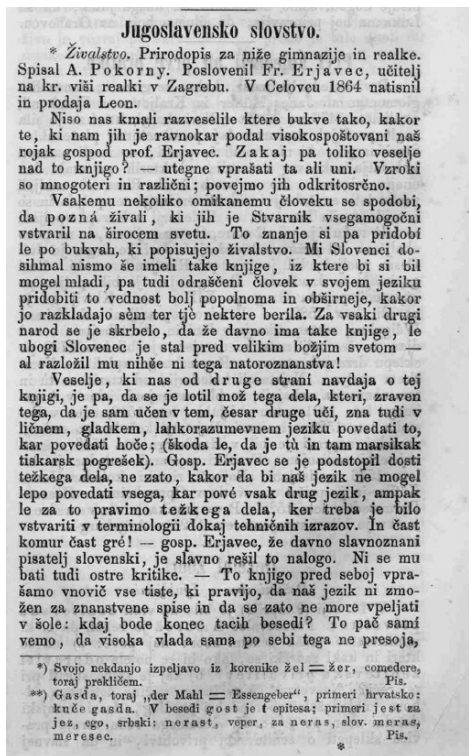 Jugoslavensko slovstvo.
* Živalstvo. Prirodopis za niže gimnazije in realke.
Spisal A. Pokorny. Poslovenil Fr. Erjavec, učitelj
na kr. viši realki v Zagrebu. V Celovcu 1864 natisnil
in prodaja Leon.
Niso nas kmali razveselile ktere bukve tako, kakor
te, ki nam jih je ravnokar podal visokospoštovani naš
rojak gospod prof. Erjavec. Zakaj pa toliko veselje
nad to knjigo? — utegne vprašati ta ali uni. Vzroki
so mnogoteri in različni; povejmo jih odkritosrčno.
Vsakemu nekoliko omikanemu človeku se spodobi,
da pozná živali, ki jih je Stvarnik vsegamogočni
vstvaril na širocem svetu. To znanje si pa pridobi
le po bukvah, ki popisujejo živalstvo. Mi Slovenci do-
sihmal nismo še imeli take knjige, iz ktere bi si bil
mogel mladi, pa tudi odraščeni človek v svojem jeziku
pridobiti to vednost bolj popolnoma in obširneje, kakor
jo razkladajo sèm ter tjè nektere berila. Za vsaki drugi
narod se je skrbelo, da že davno ima take knjige, le
ubogi Slovenec je stal pred velikim božjim svetom —
al razložil mu nihče ni tega natoroznanstva!
Veselje, ki nas od druge strani navdaja o tej
knjigi, je pa, da se je lotil mož tega dela, kteri, zraven
tega, da je sam učen v tem, česar druge učí, zna tudi v
ličnem, gladkem, lahkorazumevnem jeziku povedati to,
kar povedati hoče; (škoda le, da je tù in tam marsikak
tiskarsk pogrešek). Gosp. Erjavec se je podstopil dosti
težkega dela, ne zato, kakor da bi naš jezik ne mogel
lepo povedati vsega, kar pové vsak drug jezik, ampak
le za to pravimo težkega dela, ker treba je bilo
vstvariti v terminologii dokaj tehničnih izrazov. In čast
komur čast gré! — gosp. Erjavec, že davno slavnoznani
pisatelj slovenski, je slavno rešil to nalogo. Ni se mu
bati tudi ostre kritike. — To knjigo pred seboj vpra-
šamo vnovič vse tiste, ki pravijo, da naš jezik ni zmo-
žen za znanstvene spise in da se zato ne more vpeljati
v šole: kdaj bode konec tacih besedí? To pač samí
vemo, da visoka vlada sama po sebi tega ne presoja,
*) Svojo nekdanjo izpeljavo iz korenike žel = žer, comedere,
toraj prekličem. Pis.
**) Gasda, toraj „der Mahl = Essengeber“, primeri hrvatsko:
kuče gasda. V besedi gost je t epitesa; primeri jest za
jez, ego, srbski: nerast, veper, za neras, slov. meras,
meresec. Pis.
*